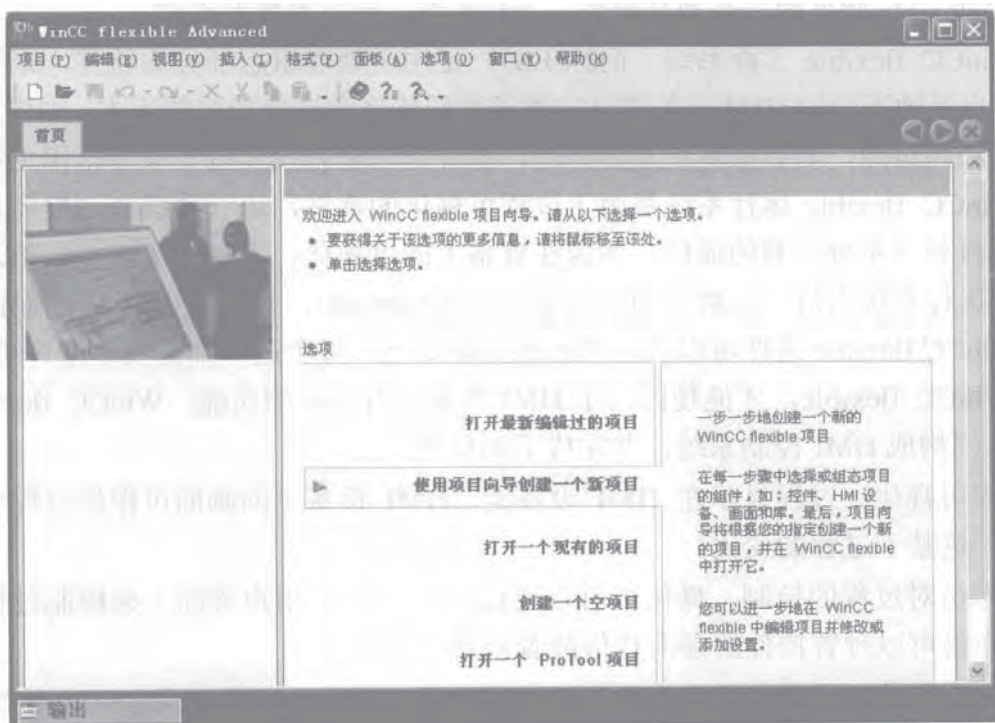 WinCC flexible Advanced
项目(P) 编辑(E) 视图(V) 插入(I) 格式(F) 面板(A) 选项(O) 窗口(W) 帮助(H)
首页
欢迎进入 WinCC flexible 项目向导。请从以下选择一个选项。
● 要获得关于该选项的更多信息，请将鼠标移至该处。
● 单击选择选项。
选项
打开最新编辑过的项目
使用项目向导创建一个新项目
打开一个现有的项目
创建一个空项目
打开一个 ProTool 项目
一步一步地创建一个新的
WinCC flexible 项目
在每一步骤中选择或组态项目
的组件，如：控件、HMI 设
备、画面和库。最后，项目向
导将根据您的指定创建一个新
的项目，并在 WinCC flexible
中打开它。
您可以进一步地在 WinCC
flexible 中编辑项目并修改或
添加设置。
输出